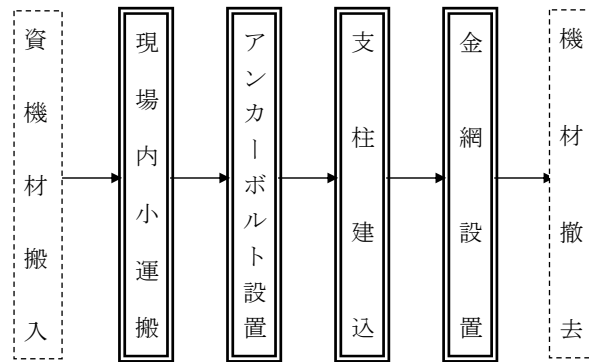 資機材搬入
現場内小運搬
アンカーボルト設置
支柱建込
金網設置
機材撤去